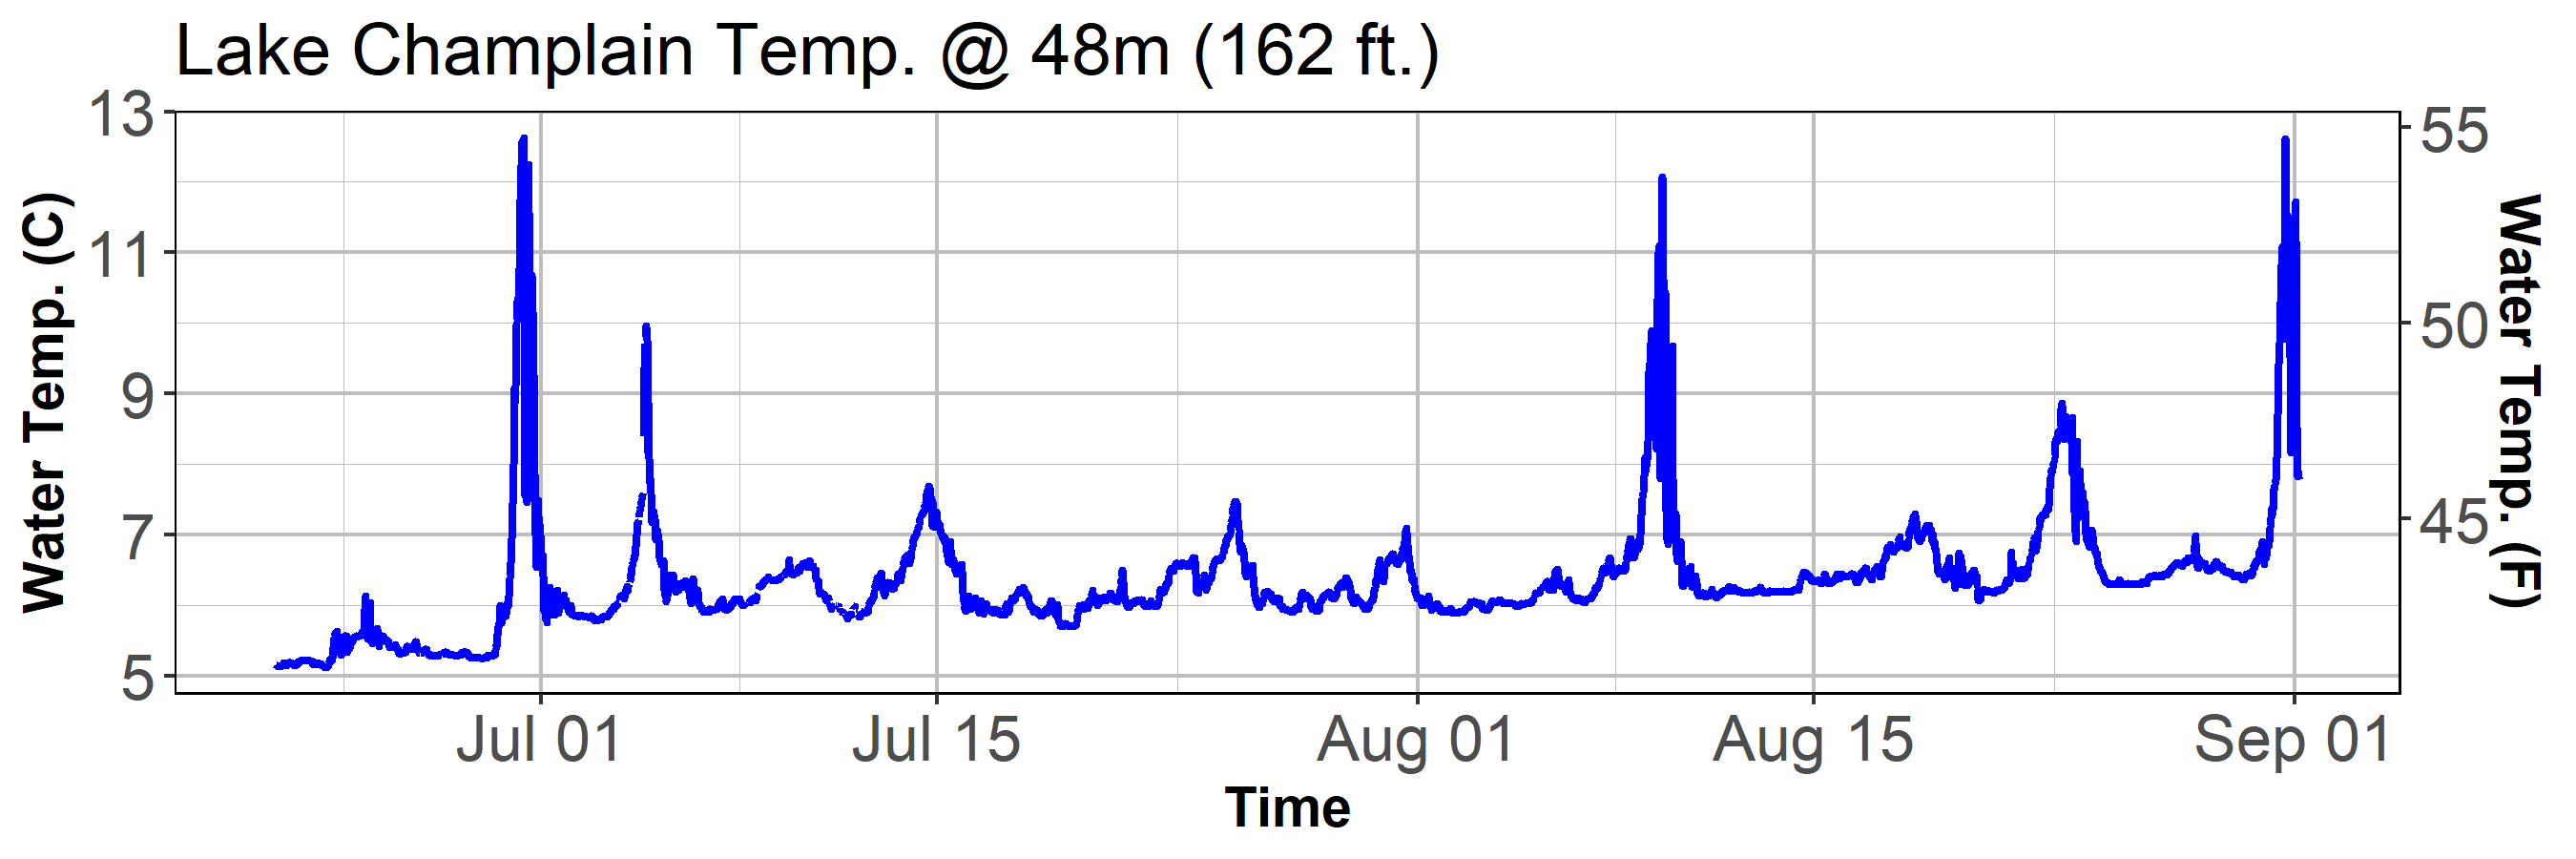 Lake Champlain Temp. @ 48m (162 ft.)
13
11
9
7
5
Water Temp. (C)
55
50
45
Water Temp. (F)
Jul 01 Jul 15 Aug 01 Aug 15 Sep 01
Time